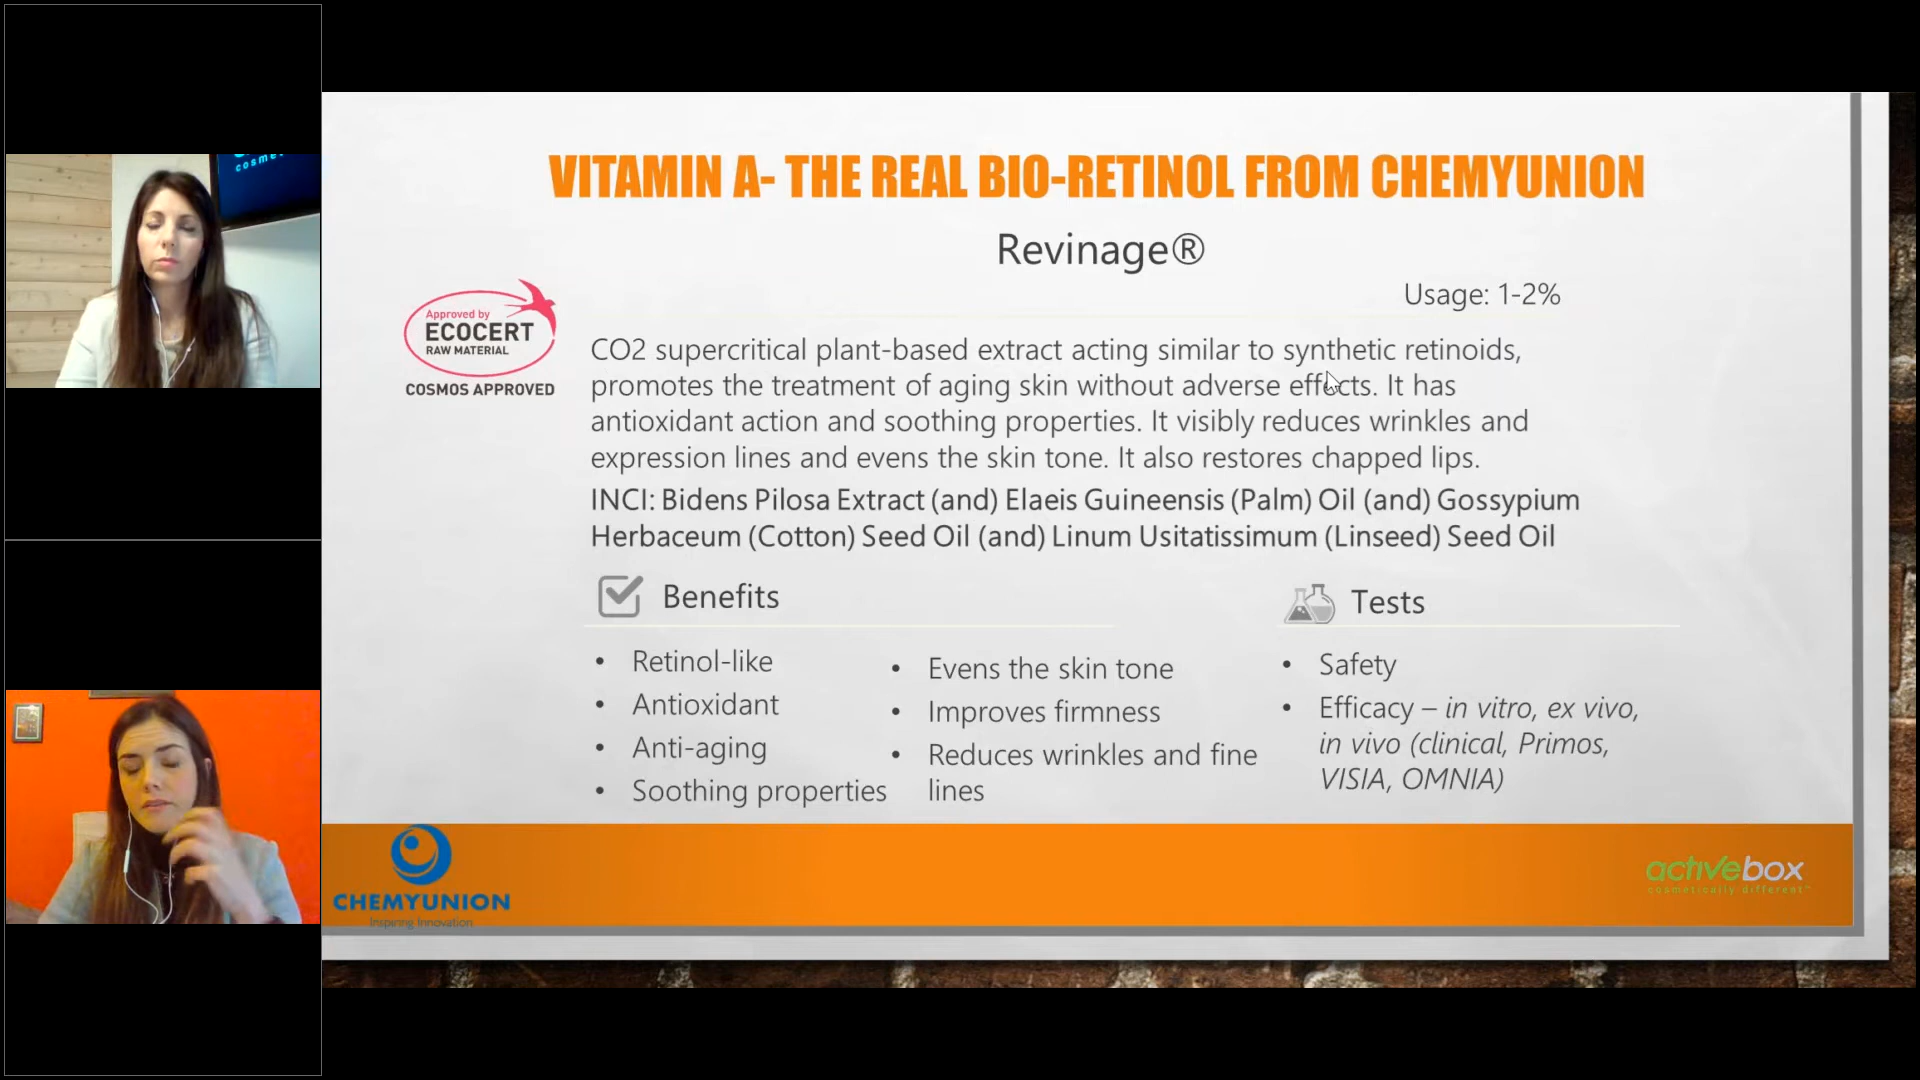 cosme
VITAMIN A- THE REAL BIO-RETINOL FROM CHEMYUNION
Revinage®
Usage: 1-2%
Approved by
ECOCERT
RAW MATERIAL
COSMOS APPROVED
CO2 supercritical plant-based extract acting similar to synthetic retinoids,
promotes the treatment of aging skin without adverse effects. It has
antioxidant action and soothing properties. It visibly reduces wrinkles and
expression lines and evens the skin tone. It also restores chapped lips.
INCI: Bidens Pilosa Extract (and) Elaeis Guineensis (Palm) Oil (and) Gossypium
Herbaceum (Cotton) Seed Oil (and) Linum Usitatissimum (Linseed) Seed Oil
Benefits
• Retinol-like
• Antioxidant
• Anti-aging
• Soothing properties
• Evens the skin tone
• Improves firmness
• Reduces wrinkles and fine
lines
Tests
• Safety
• Efficacy – in vitro, ex vivo,
in vivo (clinical, Primos,
VISIA, OMNIA)
CHEMYUNION
Inspiring Innovation
activebox
cosmetically different™